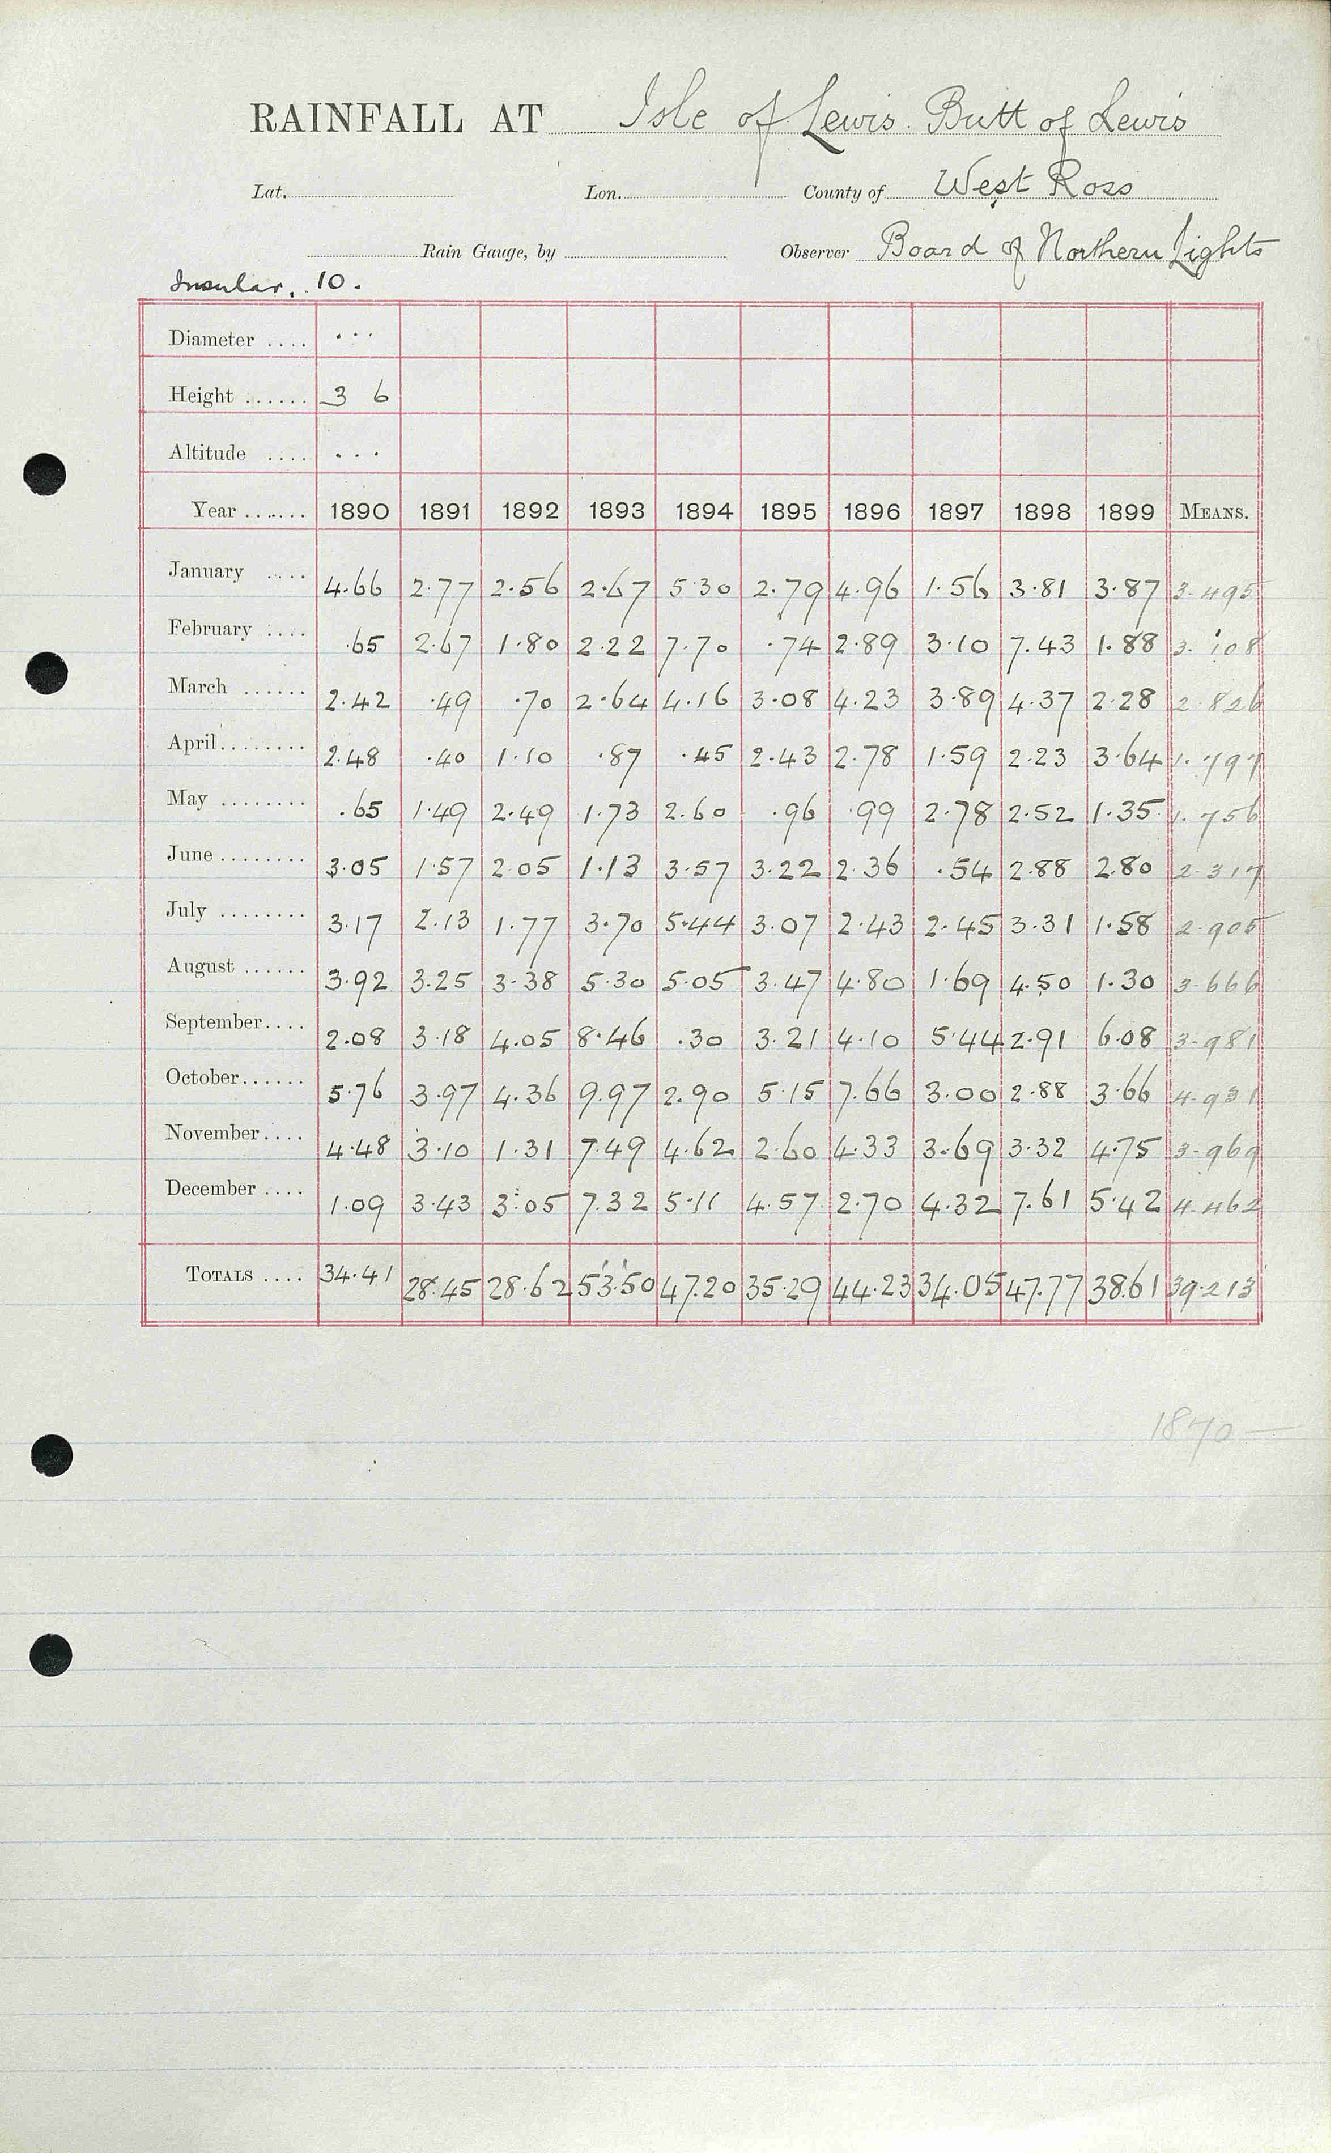 RAINFALL AT Isle of Lewis. Butt of Lewis
Lat. Lon. County of West Ross
Rain Gauge, by Observer Board of Northern Lights
Insular. 10.
Diameter .... ...
Height ...... 3 6
Altitude .... ...
Year ...... 1890 1891 1892 1893 1894 1895 1896 1897 1898 1899 MEANS.
January .... 4.66 2.77 2.56 2.67 5.30 2.79 4.96 1.56 3.81 3.87 3.495
February .... .65 2.67 1.80 2.22 7.70 .74 2.89 3.10 7.43 1.88 3.108
March ...... 2.42 .49 .70 2.64 4.16 3.08 4.23 3.89 4.37 2.28 2.826
April ........ 2.48 .40 1.10 .87 .45 2.43 2.78 1.59 2.23 3.64 1.797
May ........ .65 1.49 2.49 1.73 2.60 .96 .99 2.78 2.52 1.35 1.756
June ........ 3.05 1.57 2.05 1.13 3.57 3.22 2.36 .54 2.88 2.80 2.317
July ........ 3.17 2.13 1.77 3.70 5.44 3.07 2.43 2.45 3.31 1.58 2.905
August ...... 3.92 3.25 3.38 5.30 5.05 3.47 4.80 1.69 4.50 1.30 3.666
September.... 2.08 3.18 4.05 8.46 .30 3.21 4.10 5.44 2.91 6.08 3.981
October...... 5.76 3.97 4.36 9.97 2.90 5.15 7.66 3.00 2.88 3.66 4.931
November.... 4.48 3.10 1.31 7.49 4.62 2.60 4.33 3.69 3.32 4.75 3.969
December .... 1.09 3.43 3.05 7.32 5.11 4.57 2.70 4.32 7.61 5.42 4.462
TOTALS .... 34.41 28.45 28.62 53.50 47.20 35.29 44.23 34.05 47.77 38.61 39.213
1870 —